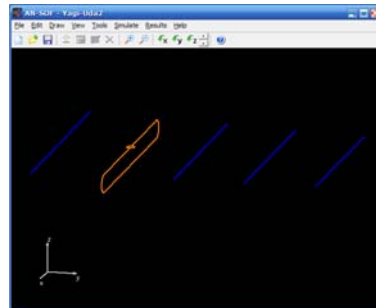 AN-SOF - Yagi-Uda2
File Edit Draw View Tools Simulate Results Help
x y z
z
x y